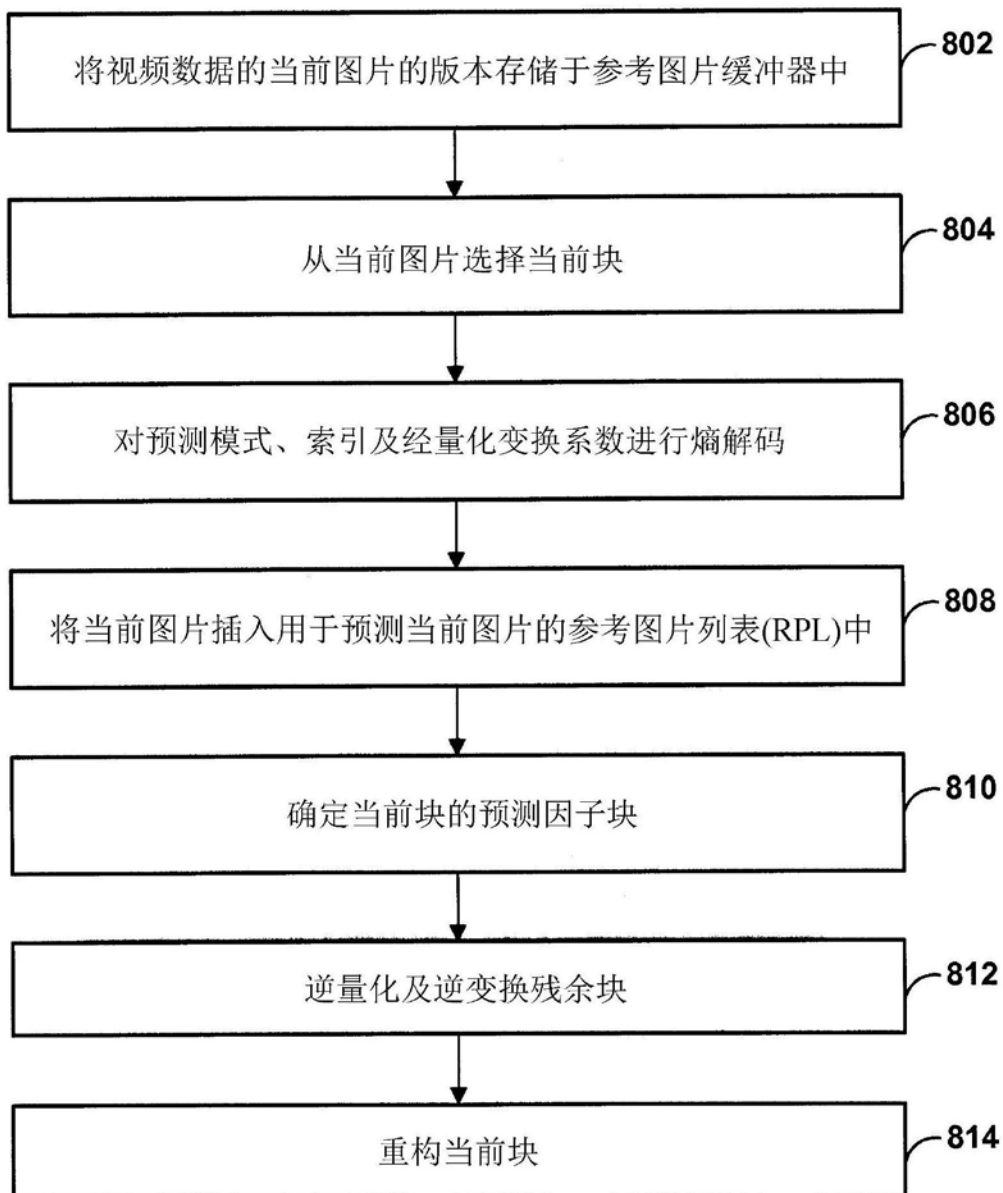 将视频数据的当前图片的版本存储于参考图片缓冲器中
802
从当前图片选择当前块
804
对预测模式、索引及经量化变换系数进行熵解码
806
将当前图片插入用于预测当前图片的参考图片列表(RPL)中
808
确定当前块的预测因子块
810
逆量化及逆变换残余块
812
重构当前块
814